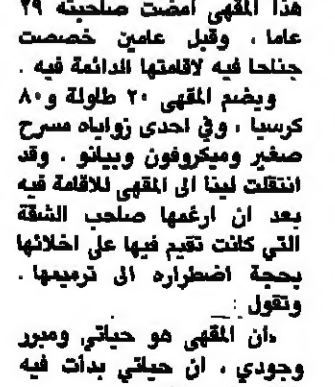 هذا المقهى امضت صاحبته ٢٩
عاما ، وقبل عامين خصصت
جناحا فيه لاقامتها الدائمة فيه .
ويضم المقهى ٢٠ طاولة و٨٠
كرسيا ، وفي احدى زواياه مسرح
صغير وميكروفون وبيانو . وقد
انتقلت لينا الى المقهى للاقامة فيه
بعد ان ارغمها صاحب الشقة
التي كانت تقيم فيها على اخلائها
بحجة اضطراره الى ترميمها .
وتقول :
«ان المقهى هو حياتي ومبرر
وجودي ، ان حياتي بدأت فيه